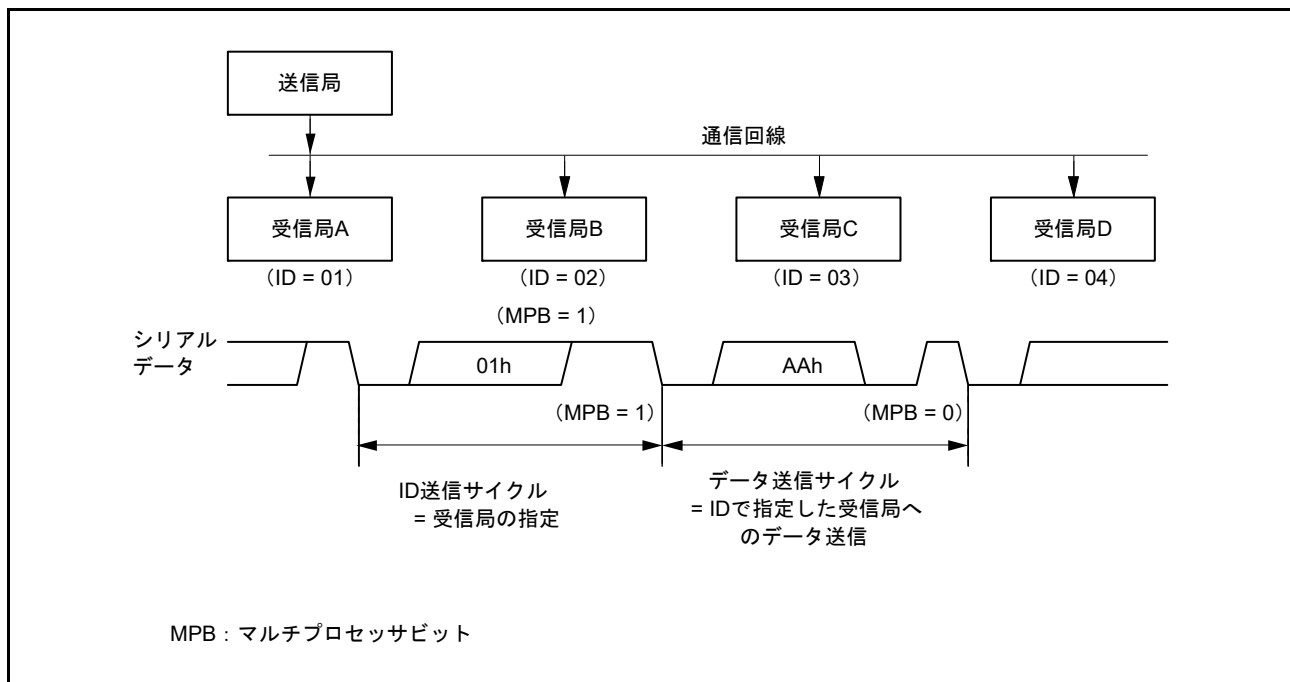 送信局
通信回線
受信局A
受信局B
受信局C
受信局D
（ID = 01）
（ID = 02）
（ID = 03）
（ID = 04）
（MPB = 1）
シリアル
データ
01h
AAh
（MPB = 1）
（MPB = 0）
ID送信サイクル
= 受信局の指定
データ送信サイクル
= IDで指定した受信局へ
のデータ送信
MPB：マルチプロセッサビット